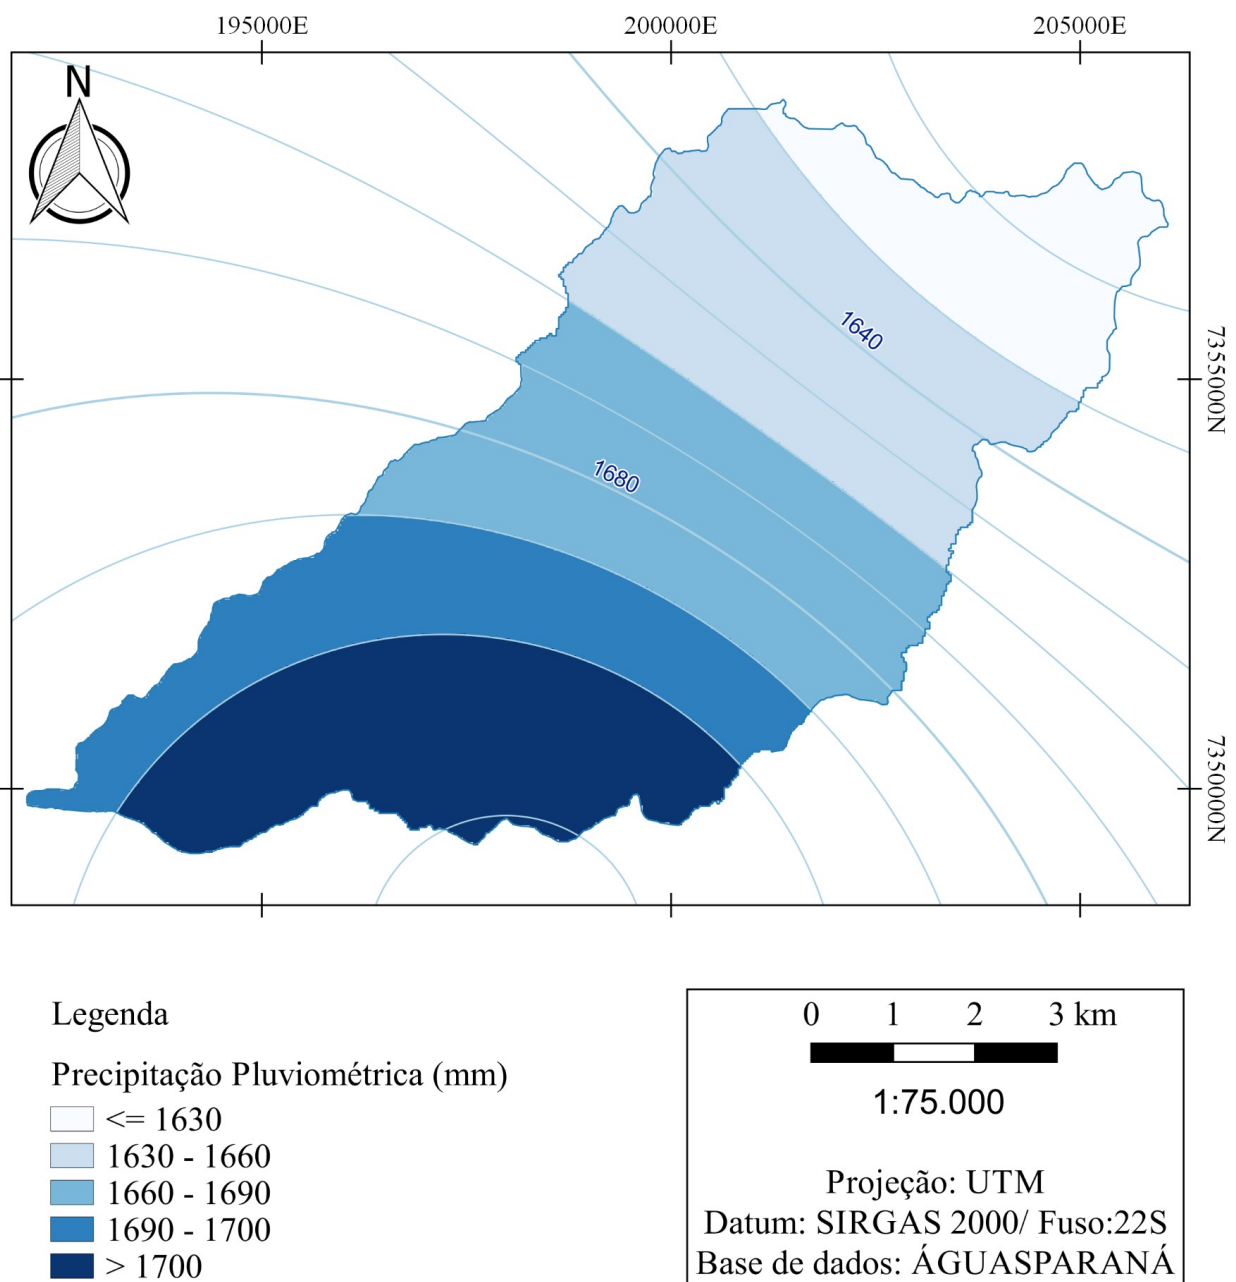 195000E 200000E 205000E
N
1640
7355000N
1680
7350000N
Legenda
Precipitação Pluviométrica (mm)
<= 1630
1630 - 1660
1660 - 1690
1690 - 1700
> 1700
0 1 2 3 km
1:75.000
Projeção: UTM
Datum: SIRGAS 2000/ Fuso:22S
Base de dados: ÁGUASPARANÁ